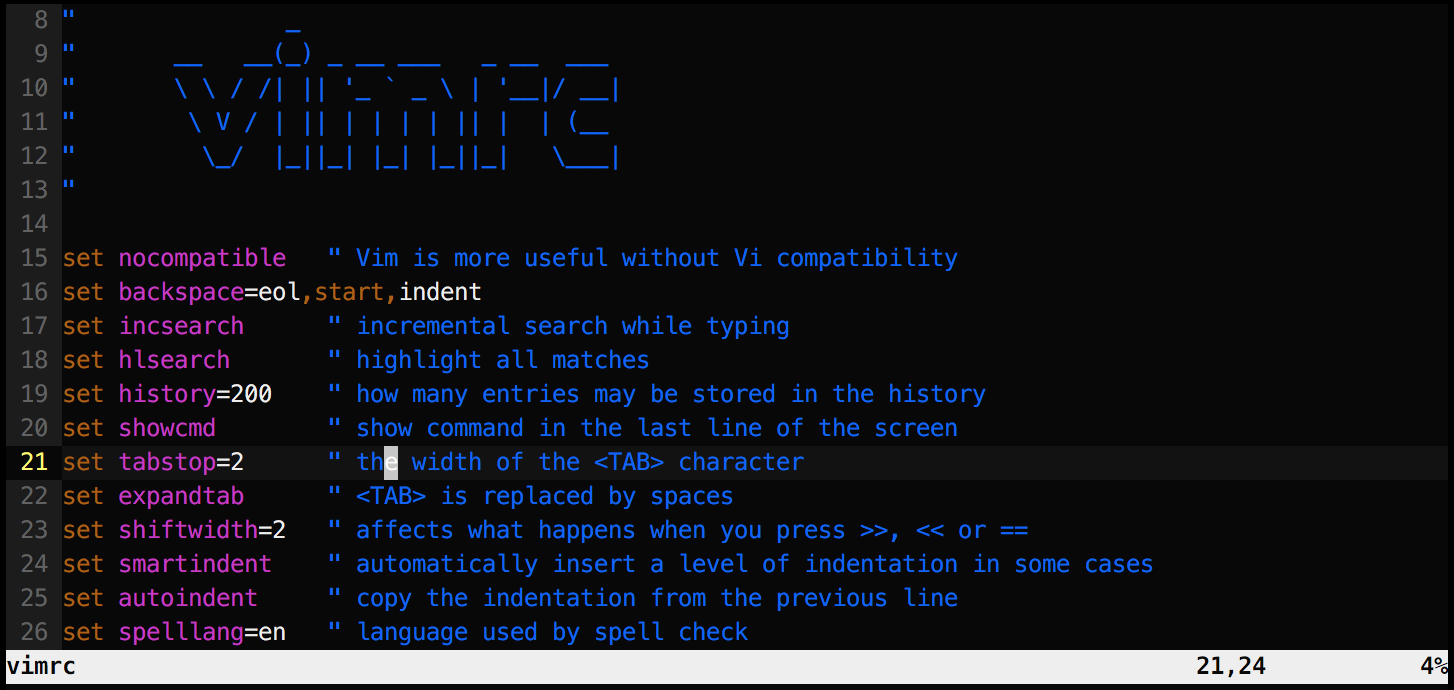 8 "               _
9 "       __   __(_) _ __ ___   _ __  ___
10 "       \ \ / /| || '_ ` _ \ | '__|/ __|
11 "        \ V / | || | | | | || |  | (__
12 "         \_/  |_||_| |_| |_||_|   \___|
13 "
14
15 set nocompatible   " Vim is more useful without Vi compatibility
16 set backspace=eol,start,indent
17 set incsearch      " incremental search while typing
18 set hlsearch       " highlight all matches
19 set history=200    " how many entries may be stored in the history
20 set showcmd        " show command in the last line of the screen
21 set tabstop=2      " the width of the <TAB> character
22 set expandtab      " <TAB> is replaced by spaces
23 set shiftwidth=2   " affects what happens when you press >>, << or ==
24 set smartindent    " automatically insert a level of indentation in some cases
25 set autoindent     " copy the indentation from the previous line
26 set spelllang=en   " language used by spell check
vimrc 21,24 4%